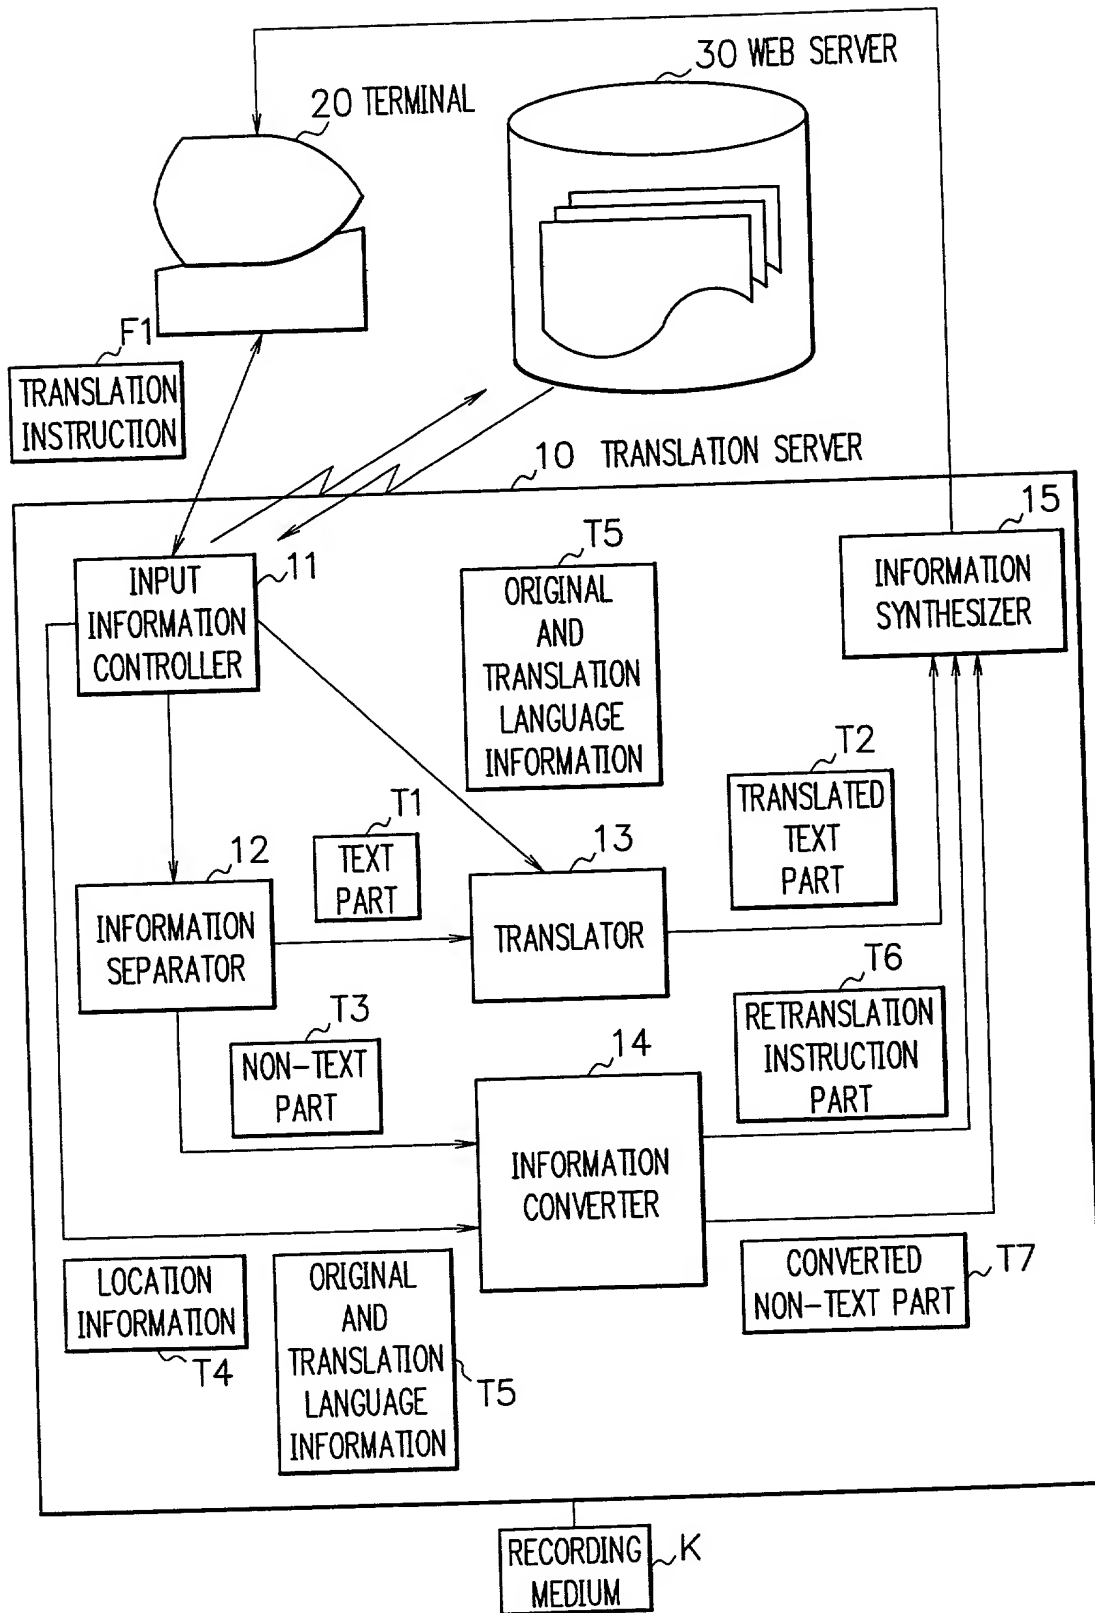 30 WEB SERVER
20 TERMINAL
F1
TRANSLATION
INSTRUCTION
10 TRANSLATION SERVER
15
INFORMATION
SYNTHESIZER
T5
ORIGINAL
AND
TRANSLATION
LANGUAGE
INFORMATION
11
INPUT
INFORMATION
CONTROLLER
T2
TRANSLATED
TEXT
PART
T1
TEXT
PART
12
INFORMATION
SEPARATOR
13
TRANSLATOR
T6
RETRANSLATION
INSTRUCTION
PART
T3
NON-TEXT
PART
14
INFORMATION
CONVERTER
CONVERTED
NON-TEXT PART
T7
LOCATION
INFORMATION
T4
ORIGINAL
AND
TRANSLATION
LANGUAGE
INFORMATION
T5
RECORDING
MEDIUM
K